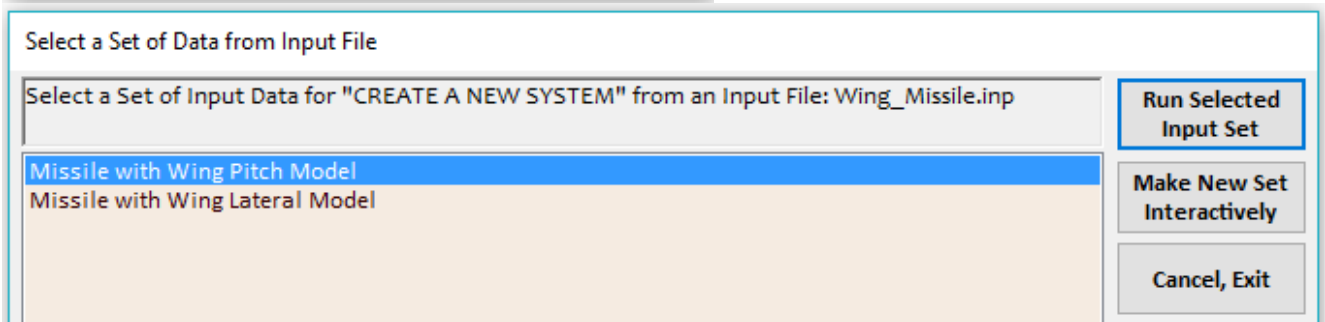 Select a Set of Data from Input File
Select a Set of Input Data for "CREATE A NEW SYSTEM" from an Input File: Wing_Missile.inp
Run Selected
Input Set
Missile with Wing Pitch Model
Missile with Wing Lateral Model
Make New Set
Interactively
Cancel, Exit